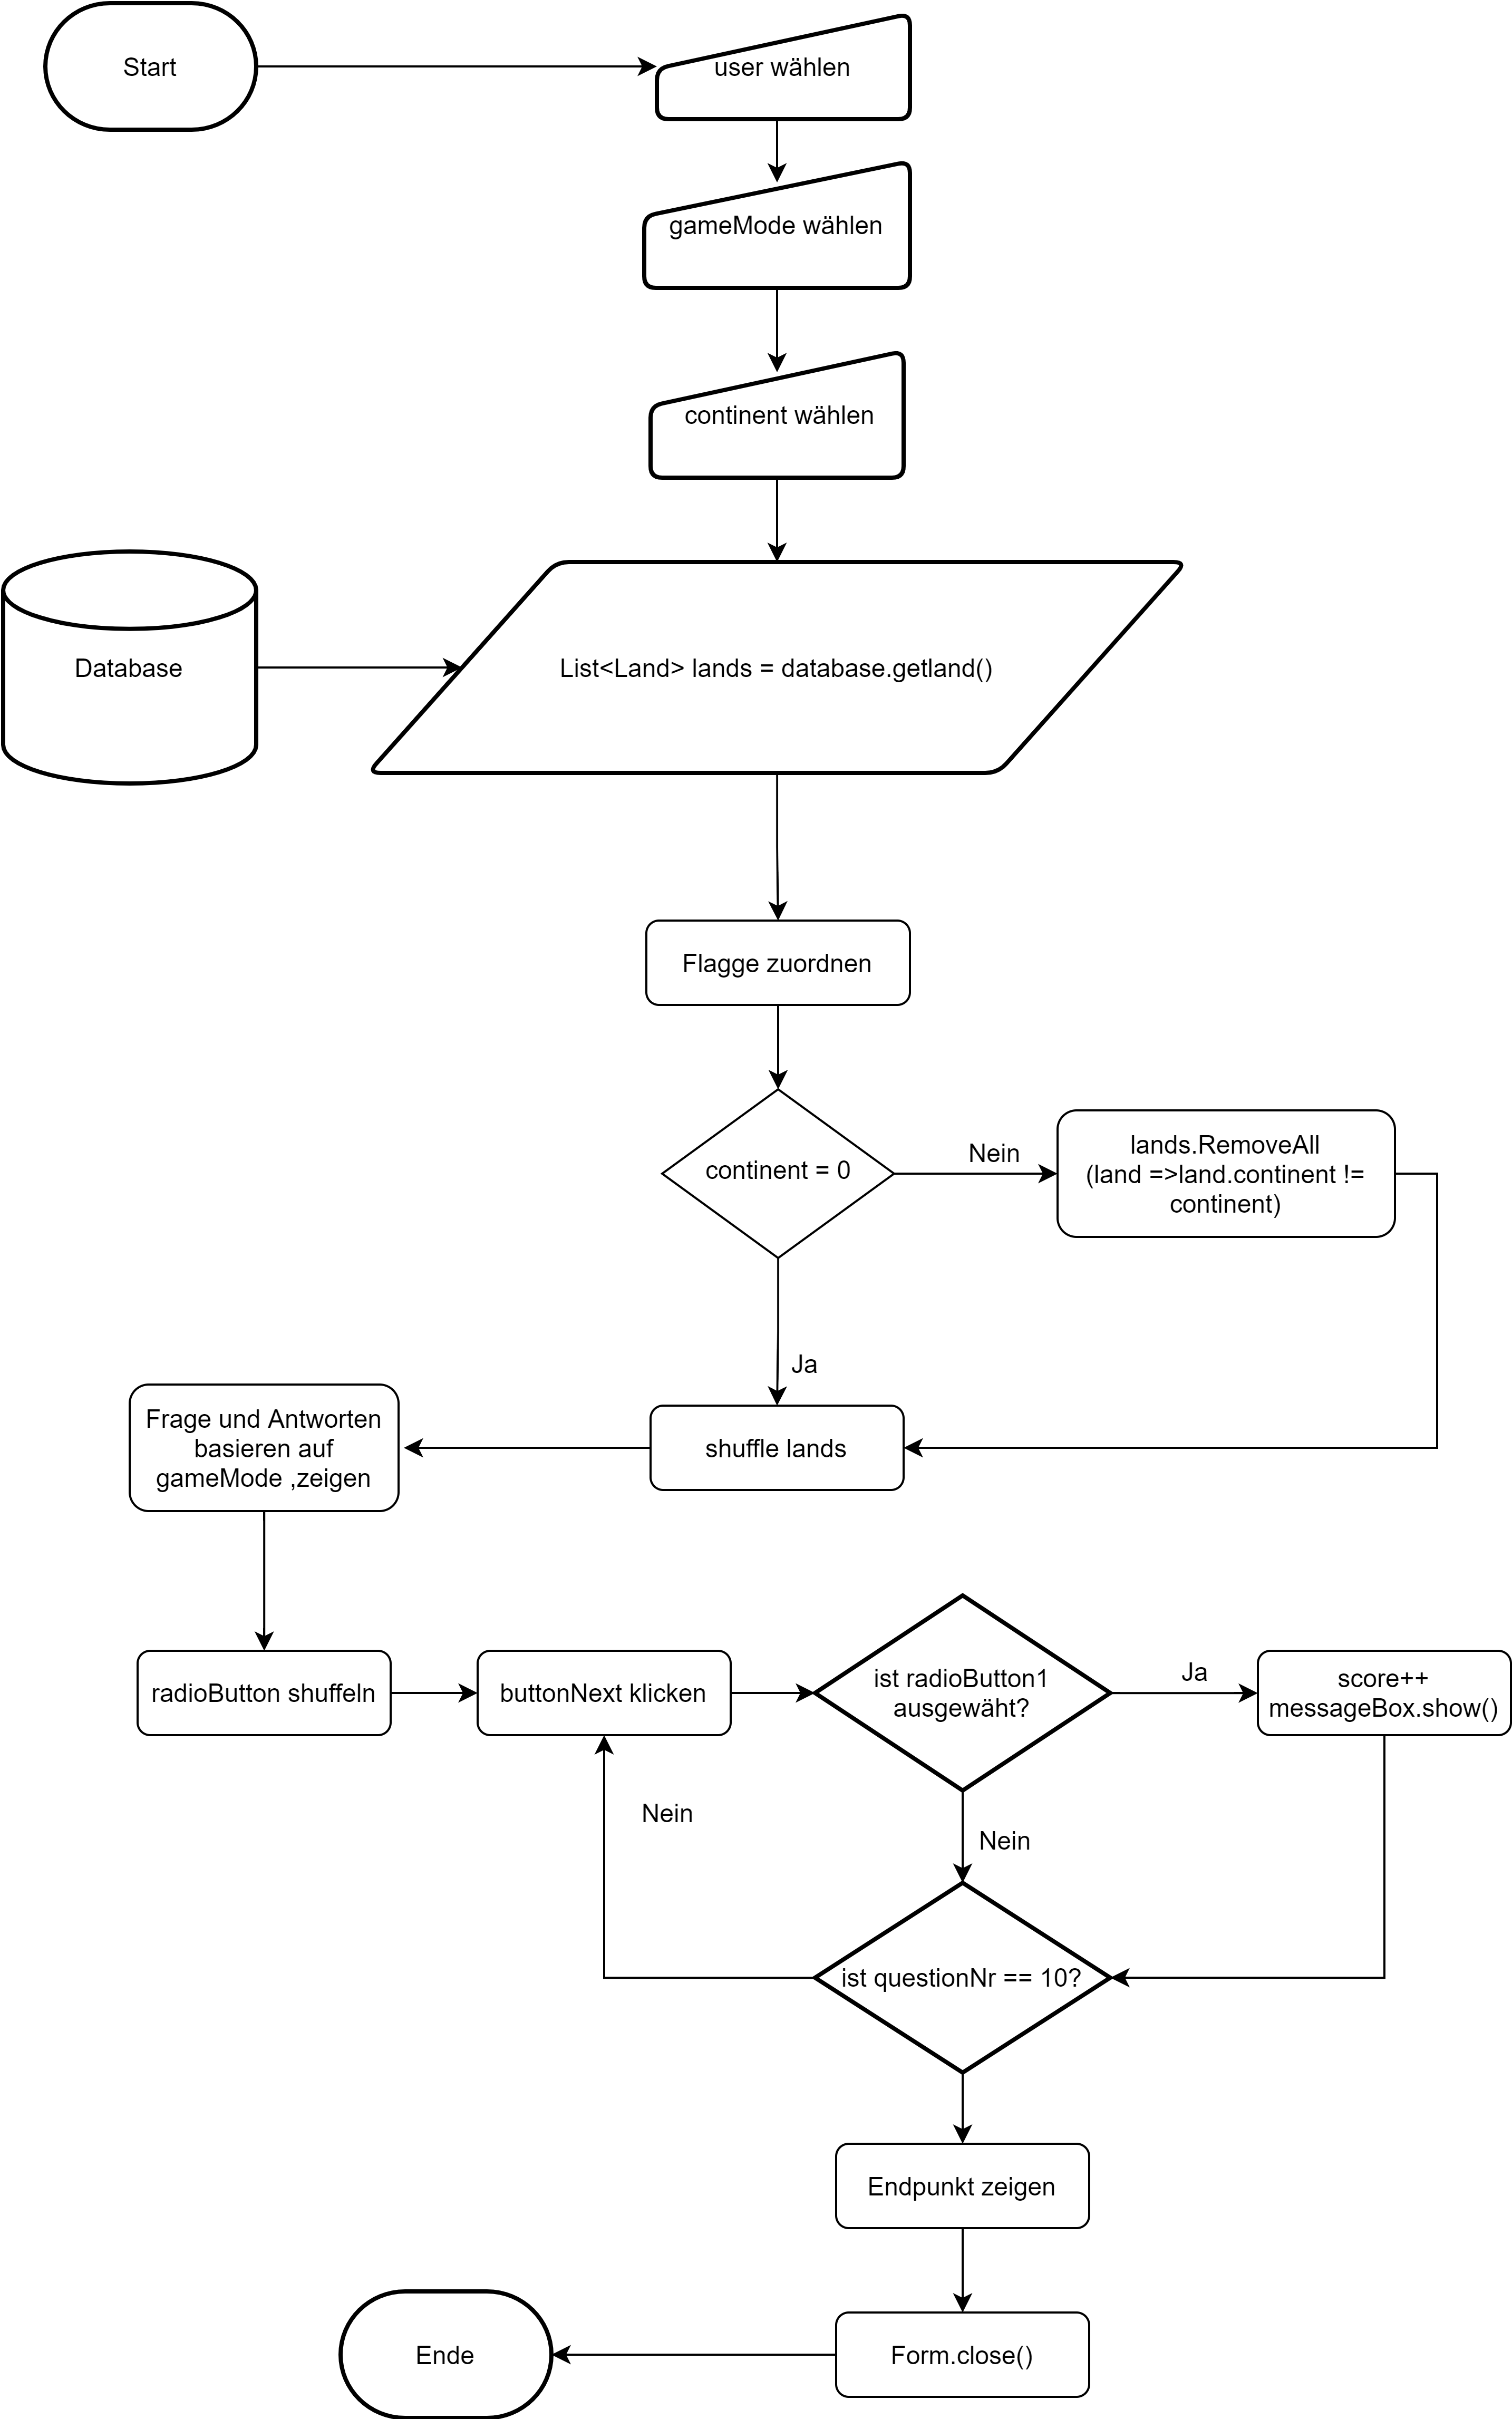 Start
user wählen
gameMode wählen
continent wählen
Database
List<Land> lands = database.getland()
Flagge zuordnen
continent = 0
Nein
lands.RemoveAll
(land =>land.continent !=
continent)
Ja
shuffle lands
Frage und Antworten
basieren auf
gameMode ,zeigen
radioButton shuffeln
buttonNext klicken
ist radioButton1
ausgewäht?
Ja
score++
messageBox.show()
Nein
Nein
ist questionNr == 10?
Endpunkt zeigen
Form.close()
Ende